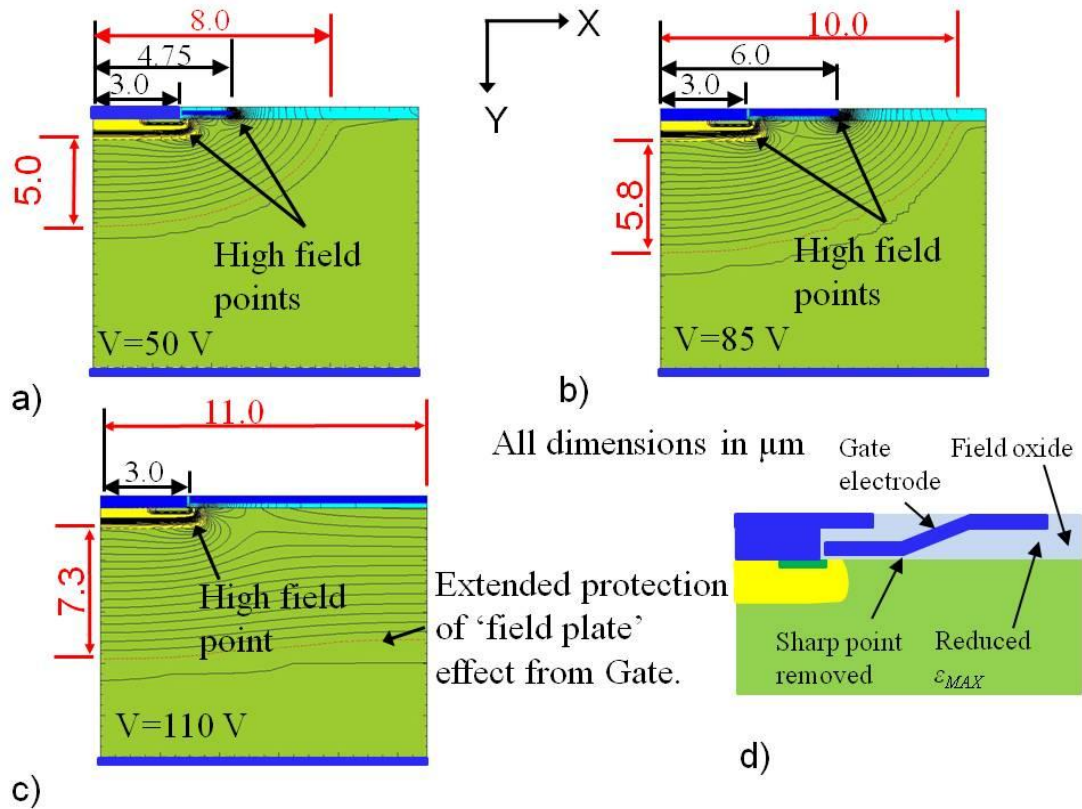 8.0
4.75
3.0
5.0
High field
points
V=50 V
a)
X
Y
10.0
6.0
3.0
5.8
High field
points
V=85 V
b)
11.0
3.0
7.3
High field
point
V=110 V
Extended protection
of ‘field plate’
effect from Gate.
c)
All dimensions in μm
Gate
electrode
Field oxide
Sharp point
removed
Reduced
εMAX
d)